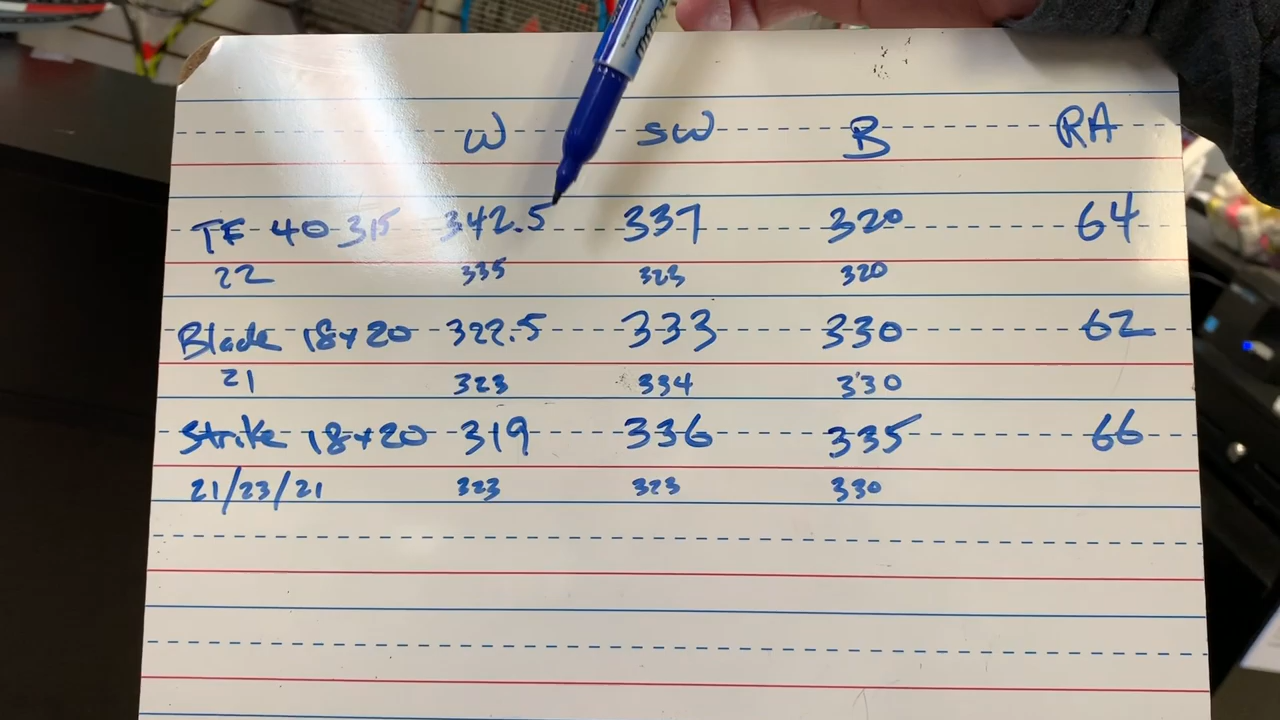 W SW B RA
TF 40 315 342.5 337 320 64
22 335 323 320
Blade 18x20 322.5 333 330 62
21 323 334 330
Strike 18x20 319 336 335 66
21/23/21 323 323 330